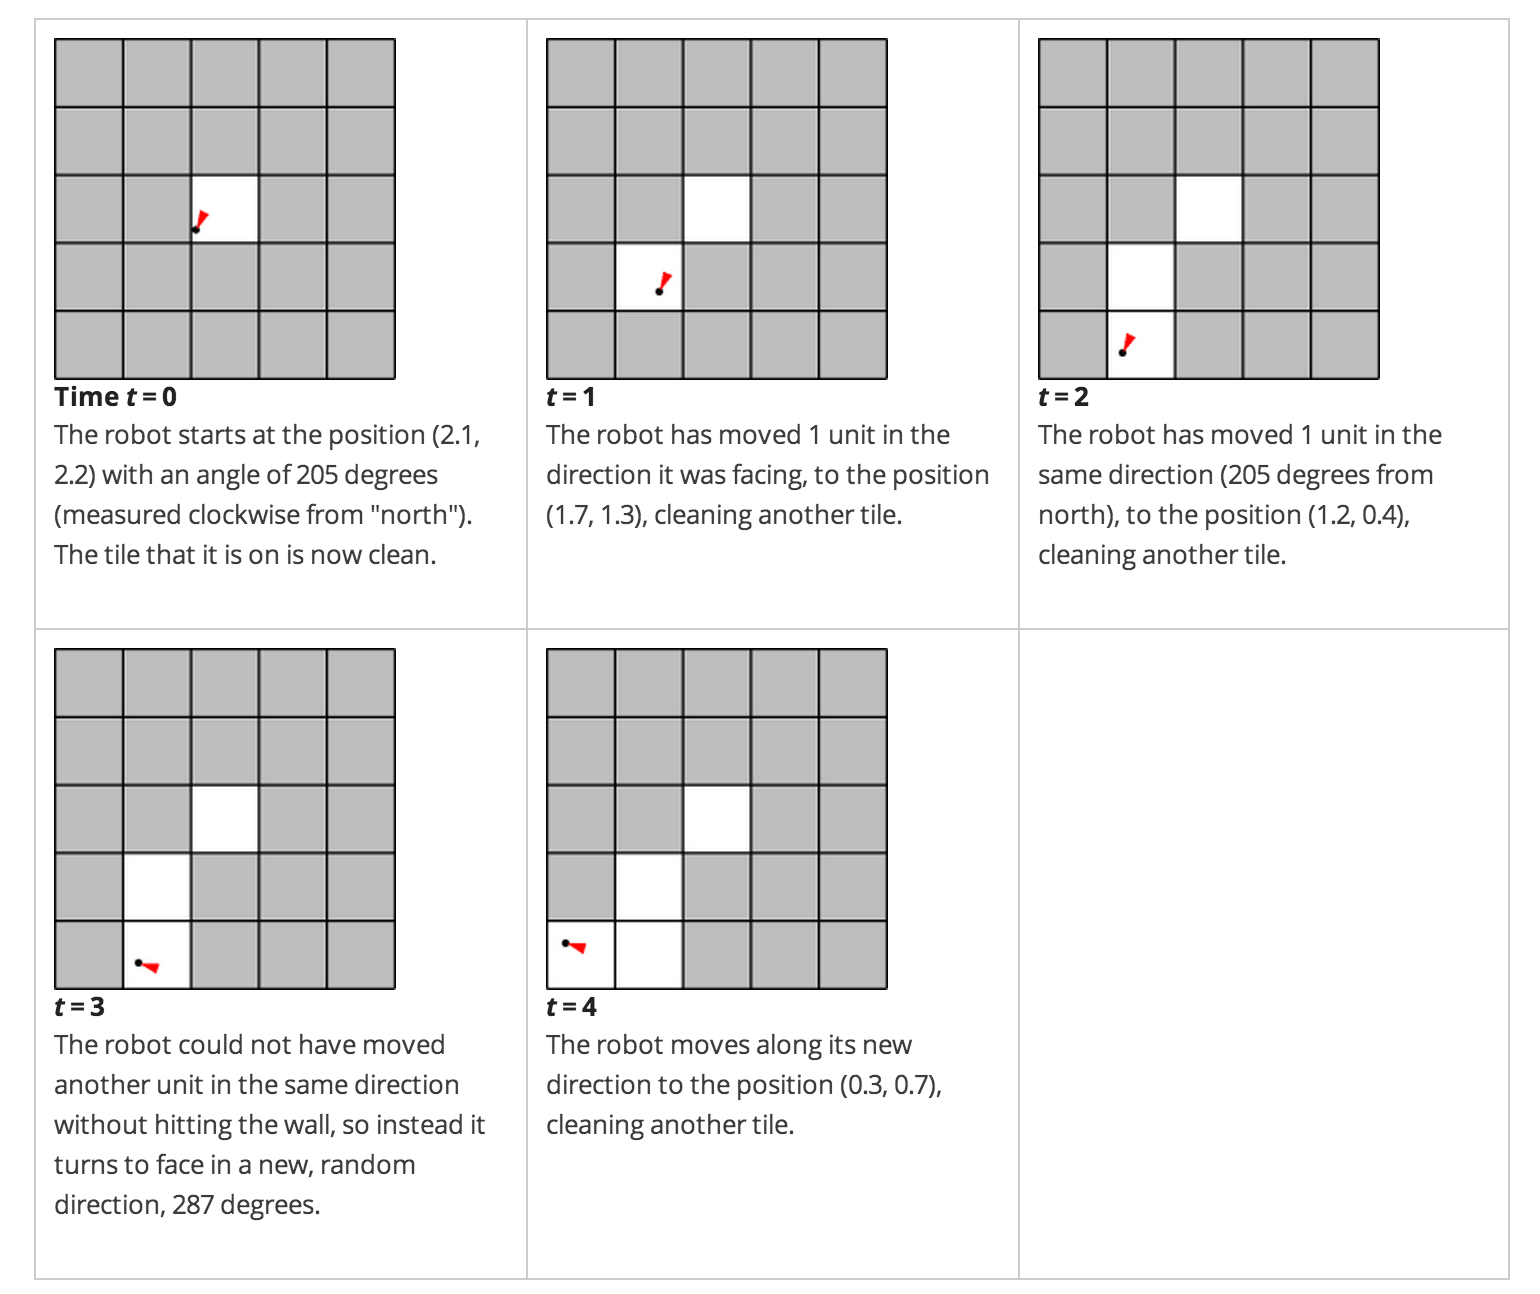 Time t = 0
The robot starts at the position (2.1,
2.2) with an angle of 205 degrees
(measured clockwise from "north").
The tile that it is on is now clean.
t = 1
The robot has moved 1 unit in the
direction it was facing, to the position
(1.7, 1.3), cleaning another tile.
t = 2
The robot has moved 1 unit in the
same direction (205 degrees from
north), to the position (1.2, 0.4),
cleaning another tile.
t = 3
The robot could not have moved
another unit in the same direction
without hitting the wall, so instead it
turns to face in a new, random
direction, 287 degrees.
t = 4
The robot moves along its new
direction to the position (0.3, 0.7),
cleaning another tile.